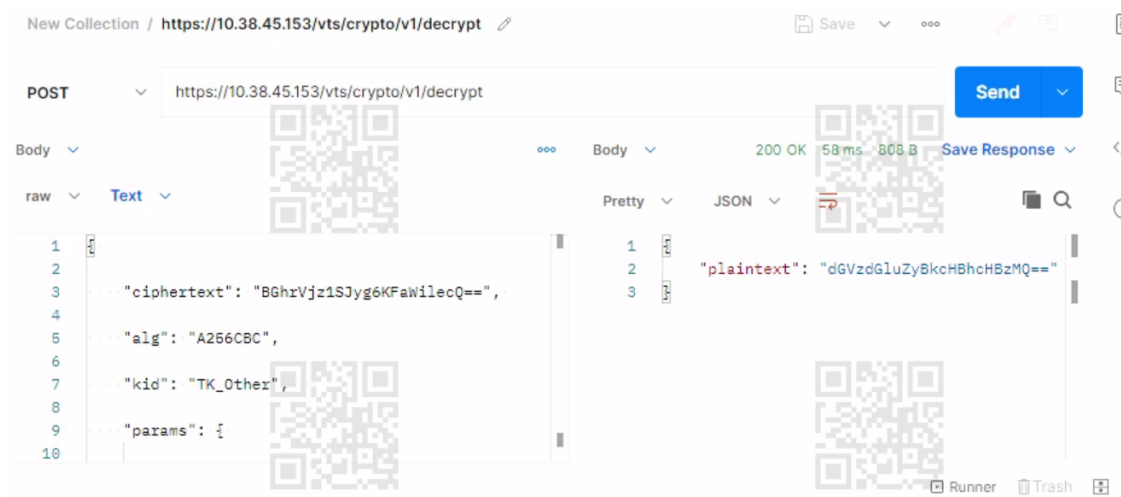 New Collection / https://10.38.45.153/vts/crypto/v1/decrypt
Save
POST
https://10.38.45.153/vts/crypto/v1/decrypt
Send
Body
Body
200 OK 58 ms 808 B Save Response
raw Text
Pretty JSON
1 {
2
3 "ciphertext": "BGhrVjz1SJyg6KFaWilecQ==",
4
5 "alg": "A256CBC",
6
7 "kid": "TK_Other",
8
9 "params": {
10
1 {
2 "plaintext": "dGVzdGluZyBkcHBhcHBzMQ=="
3 }
Runner Trash